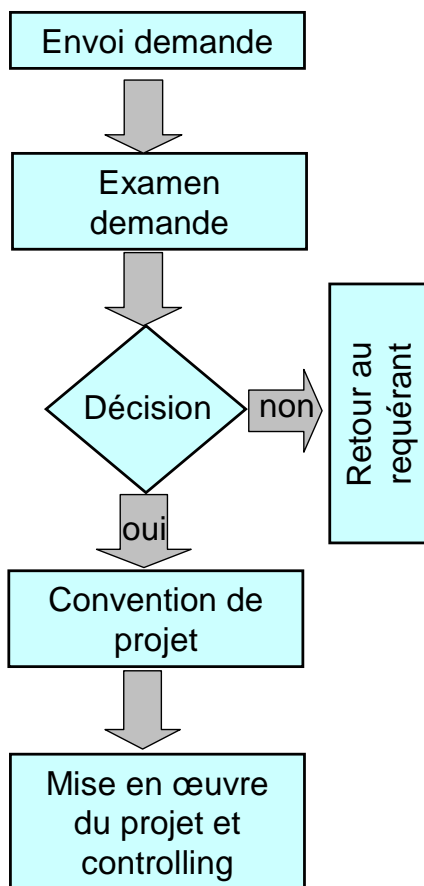 Envoi demande
Examen
demande
Décision
non
Retour au
requérant
oui
Convention de
projet
Mise en œuvre
du projet et
controlling